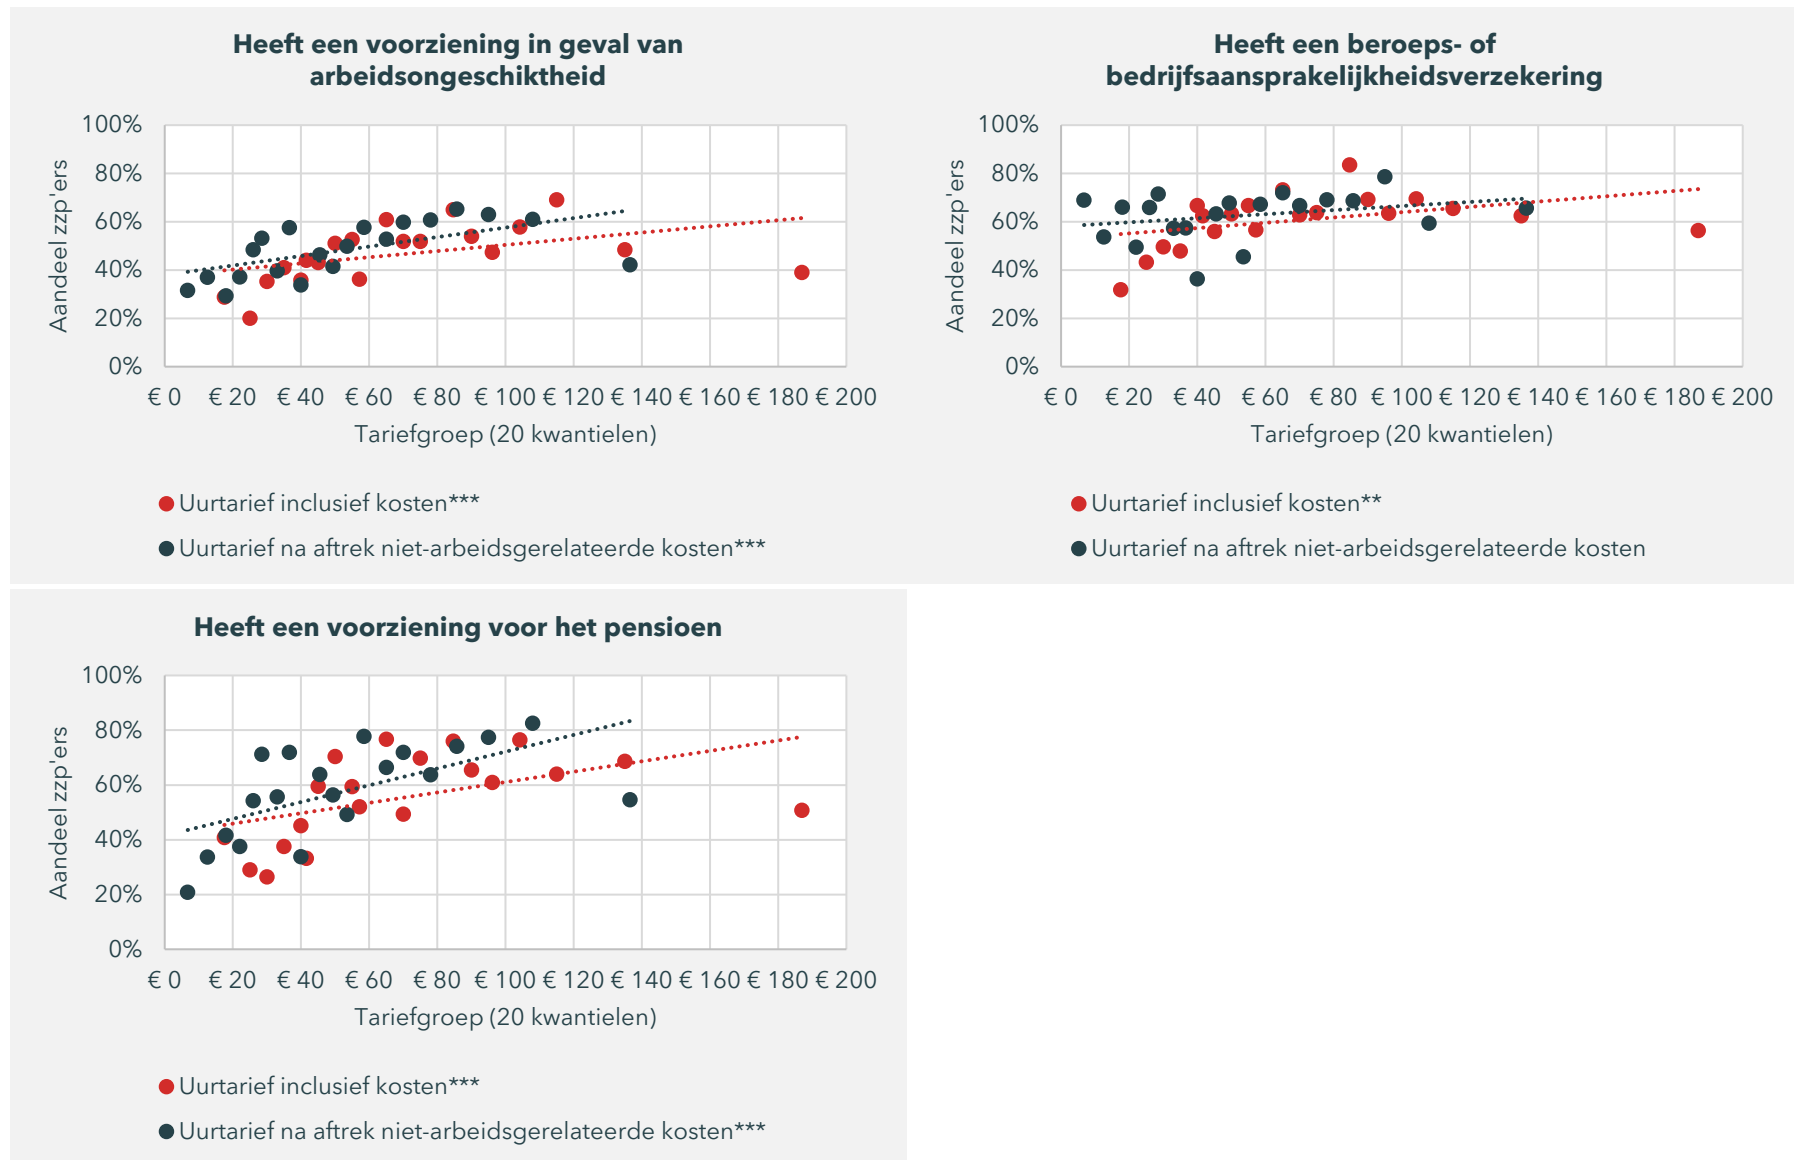 Heeft een voorziening in geval van
arbeidsongeschiktheid
100%
80%
60%
40%
20%
0%
Aandeel zzp'ers
€ 0 € 20 € 40 € 60 € 80 € 100 € 120 € 140 € 160 € 180 € 200
Tariefgroep (20 kwantielen)
Uurtarief inclusief kosten***
Uurtarief na aftrek niet-arbeidsgerelateerde kosten***
Heeft een beroeps- of
bedrijfsaansprakelijkheidsverzekering
100%
80%
60%
40%
20%
0%
Aandeel zzp'ers
€ 0 € 20 € 40 € 60 € 80 € 100 € 120 € 140 € 160 € 180 € 200
Tariefgroep (20 kwantielen)
Uurtarief inclusief kosten**
Uurtarief na aftrek niet-arbeidsgerelateerde kosten
Heeft een voorziening voor het pensioen
100%
80%
60%
40%
20%
0%
Aandeel zzp'ers
€ 0 € 20 € 40 € 60 € 80 € 100 € 120 € 140 € 160 € 180 € 200
Tariefgroep (20 kwantielen)
Uurtarief inclusief kosten***
Uurtarief na aftrek niet-arbeidsgerelateerde kosten***